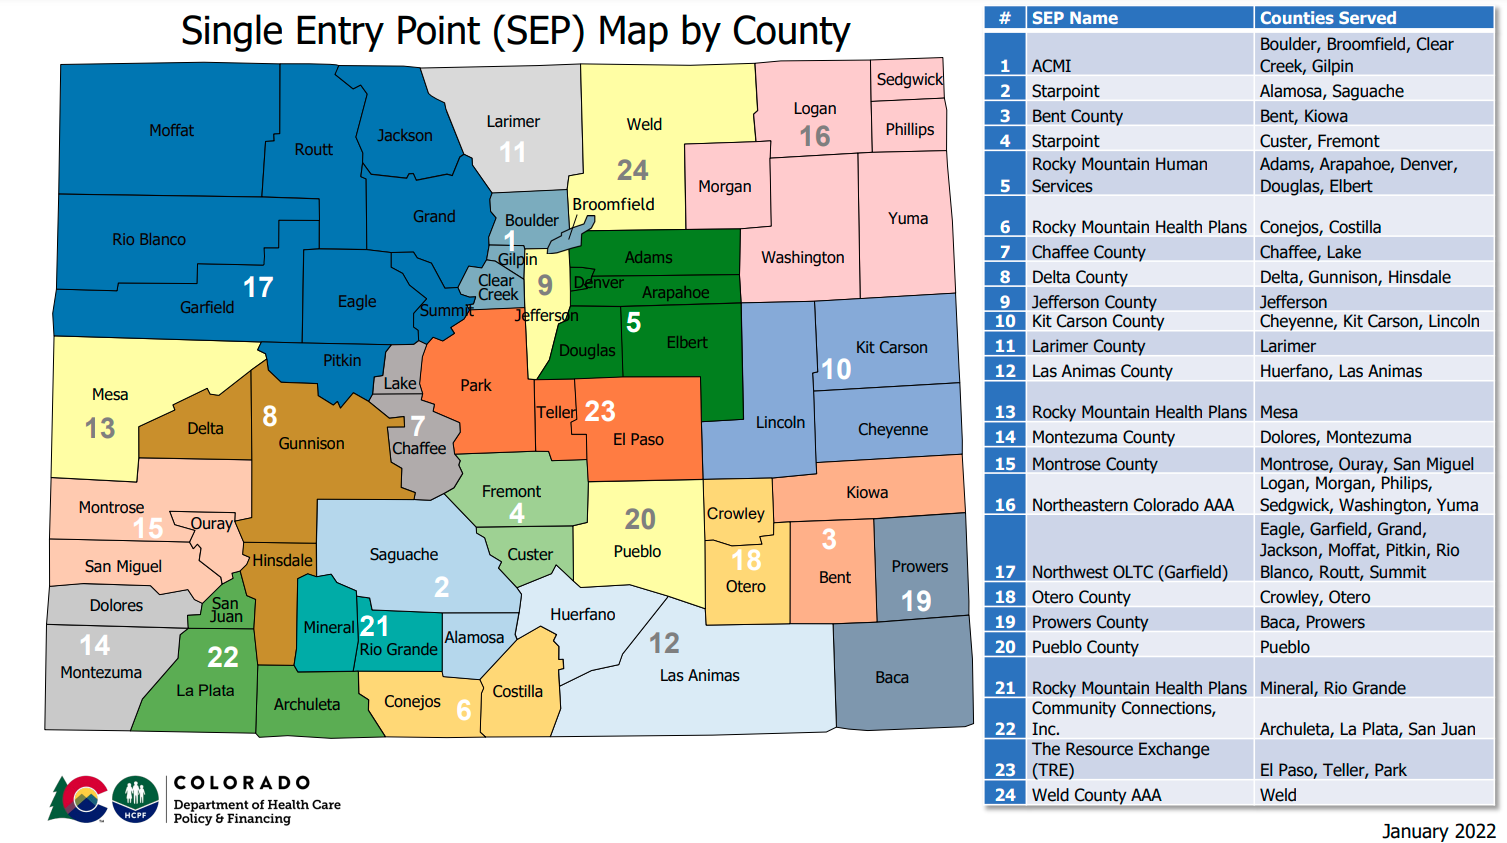 Single Entry Point (SEP) Map by County
Moffat
Routt
Jackson
Larimer
11
Weld
24
Logan
16
Sedgwick
Phillips
Morgan
Yuma
Washington
Rio Blanco
Grand
Boulder
1
Broomfield
Gilpin
Clear
Creek
Garfield
17
Eagle
Summit
9
Jefferson
Adams
Denver
Arapahoe
5
Douglas
Elbert
Kit Carson
10
Lincoln
Cheyenne
Pitkin
Lake
Park
Mesa
13
Delta
8
Gunnison
7
Chaffee
Teller
23
El Paso
Montrose
15
Ouray
San Miguel
Hinsdale
Saguache
2
Fremont
4
Custer
20
Pueblo
Crowley
18
Otero
Kiowa
3
Bent
Prowers
19
Dolores
14
Montezuma
San
Juan
22
La Plata
Archuleta
Mineral
21
Rio Grande
Alamosa
Conejos
6
Costilla
Huerfano
12
Las Animas
Baca
# SEP Name Counties Served
Boulder, Broomfield, Clear
1 ACMI Creek, Gilpin
2 Starpoint Alamosa, Saguache
3 Bent County Bent, Kiowa
4 Starpoint Custer, Fremont
Rocky Mountain Human Adams, Arapahoe, Denver,
5 Services Douglas, Elbert
6 Rocky Mountain Health Plans Conejos, Costilla
7 Chaffee County Chaffee, Lake
8 Delta County Delta, Gunnison, Hinsdale
9 Jefferson County Jefferson
10 Kit Carson County Cheyenne, Kit Carson, Lincoln
11 Larimer County Larimer
12 Las Animas County Huerfano, Las Animas
13 Rocky Mountain Health Plans Mesa
14 Montezuma County Dolores, Montezuma
15 Montrose County Montrose, Ouray, San Miguel
Logan, Morgan, Philips,
16 Northeastern Colorado AAA Sedgwick, Washington, Yuma
Eagle, Garfield, Grand,
Jackson, Moffat, Pitkin, Rio
17 Northwest OLTC (Garfield) Blanco, Routt, Summit
18 Otero County Crowley, Otero
19 Prowers County Baca, Prowers
20 Pueblo County Pueblo
21 Rocky Mountain Health Plans Mineral, Rio Grande
Community Connections,
22 Inc. Archuleta, La Plata, San Juan
The Resource Exchange
23 (TRE) El Paso, Teller, Park
24 Weld County AAA Weld
HCPF
COLORADO
Department of Health Care
Policy & Financing
January 2022